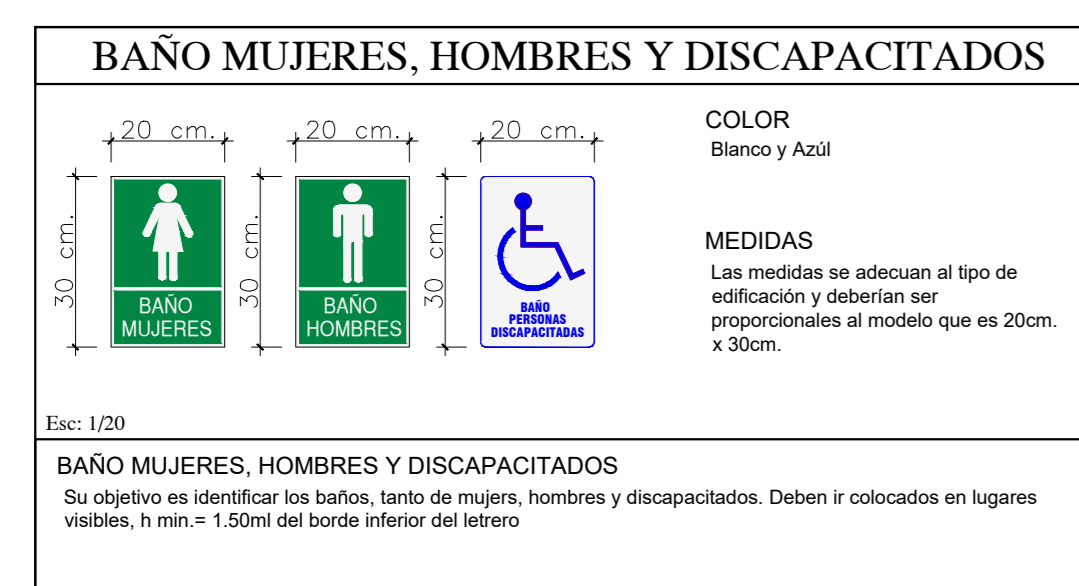 BAÑO MUJERES, HOMBRES Y DISCAPACITADOS
20 cm.
20 cm.
20 cm.
30 cm.
30 cm.
30 cm.
BAÑO
MUJERES
BAÑO
HOMBRES
BAÑO
PERSONAS
DISCAPACITADAS
COLOR
Blanco y Azúl
MEDIDAS
Las medidas se adecuan al tipo de
edificación y deberían ser
proporcionales al modelo que es 20cm.
x 30cm.
Esc: 1/20
BAÑO MUJERES, HOMBRES Y DISCAPACITADOS
Su objetivo es identificar los baños, tanto de mujers, hombres y discapacitados. Deben ir colocados en lugares
visibles, h min.= 1.50ml del borde inferior del letrero